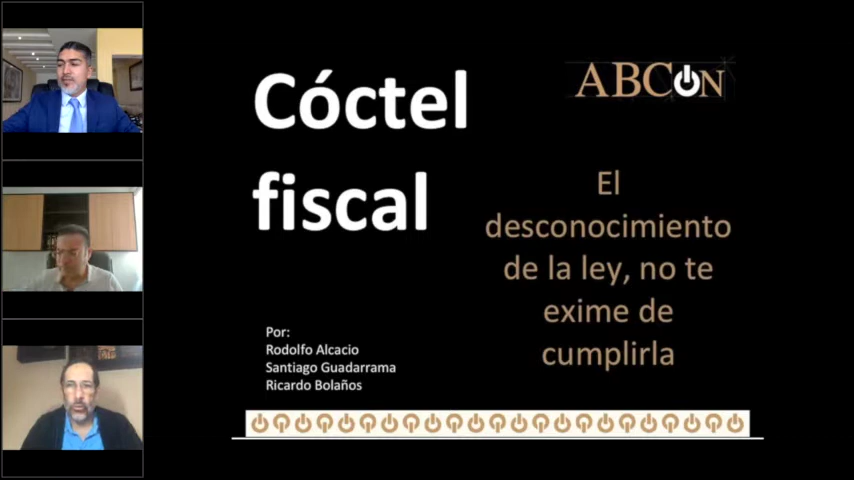 Cóctel
fiscal
ABCON
El
desconocimiento
de la ley, no te
exime de
cumplirla
Por:
Rodolfo Alcacio
Santiago Guadarrama
Ricardo Bolaños